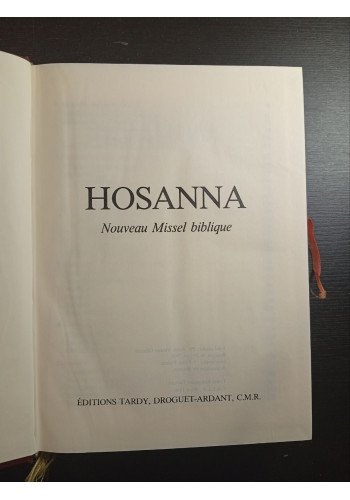 HOSANNA
Nouveau Missel biblique
ÉDITIONS TARDY, DROGUET-ARDANT, C.M.R.